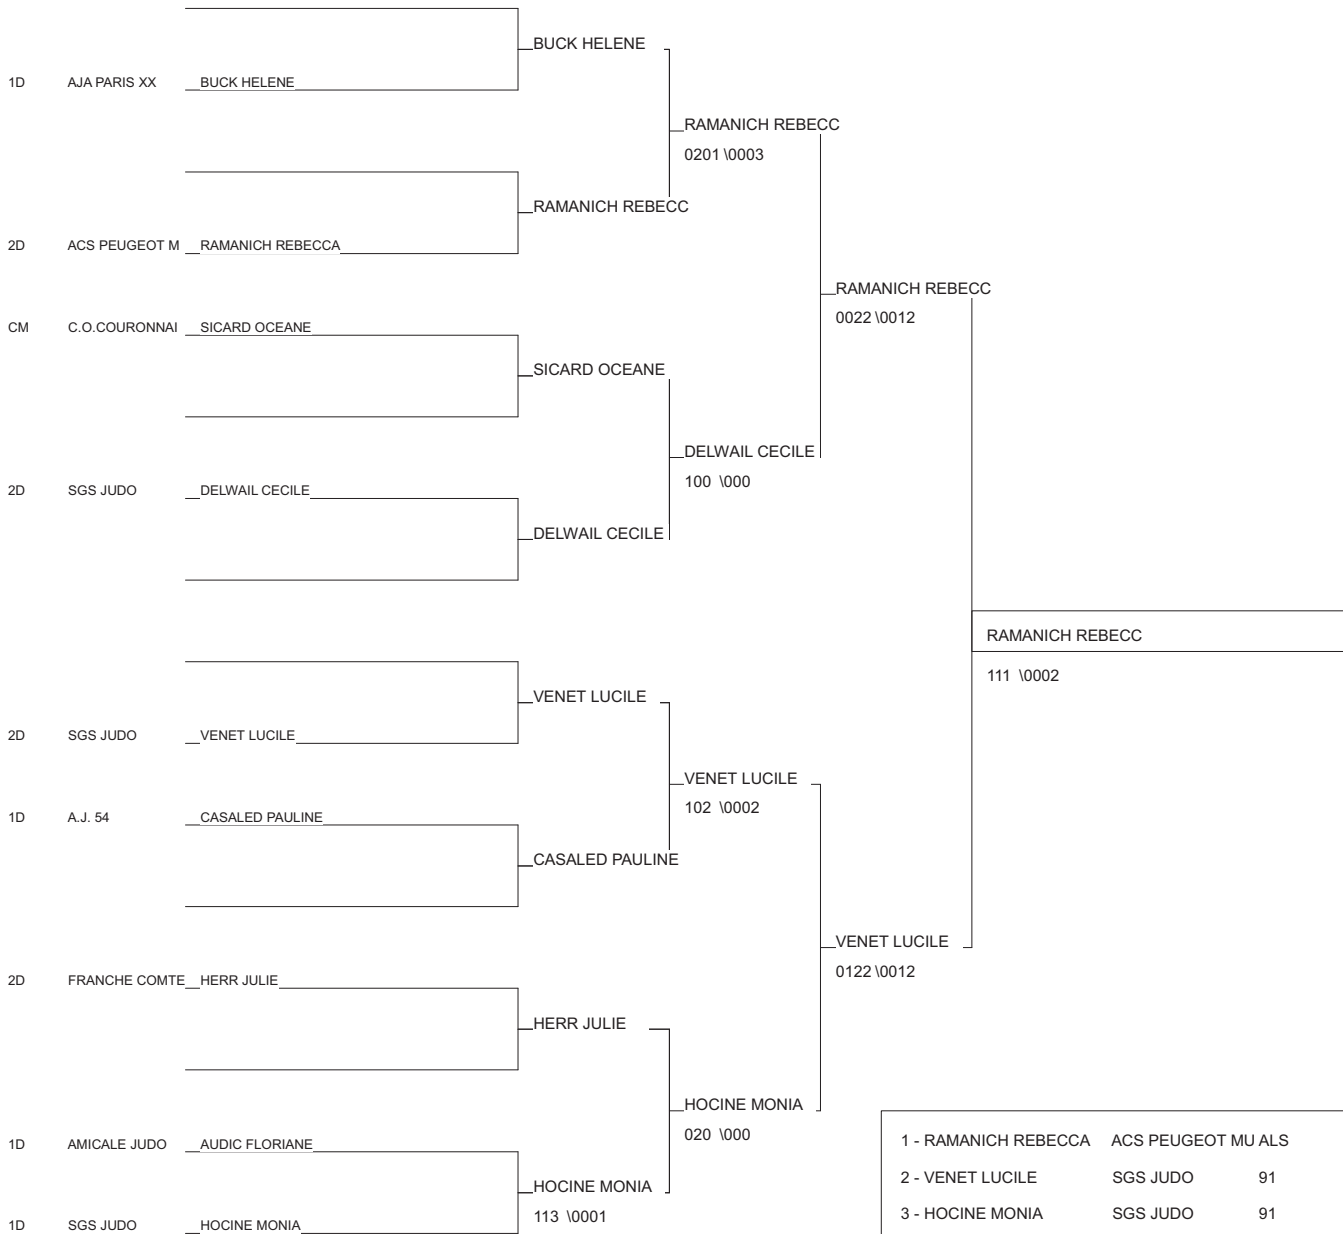 BUCK HELENE
1D AJA PARIS XX BUCK HELENE
RAMANICH REBECC
0201 \0003
RAMANICH REBECC
2D ACS PEUGEOT M RAMANICH REBECCA
RAMANICH REBECC
0022 \0012
CM C.O.COURONNAI SICARD OCEANE
SICARD OCEANE
DELWAIL CECILE
100 \000
2D SGS JUDO DELWAIL CECILE
DELWAIL CECILE
RAMANICH REBECC
111 \0002
VENET LUCILE
2D SGS JUDO VENET LUCILE
VENET LUCILE
102 \0002
1D A.J. 54 CASALED PAULINE
CASALED PAULINE
VENET LUCILE
0122 \0012
2D FRANCHE COMTE HERR JULIE
HERR JULIE
HOCINE MONIA
020 \000
1D AMICALE JUDO AUDIC FLORIANE
HOCINE MONIA
113 \0001
1D SGS JUDO HOCINE MONIA
1 - RAMANICH REBECCA ACS PEUGEOT MU ALS
2 - VENET LUCILE SGS JUDO 91
3 - HOCINE MONIA SGS JUDO 91